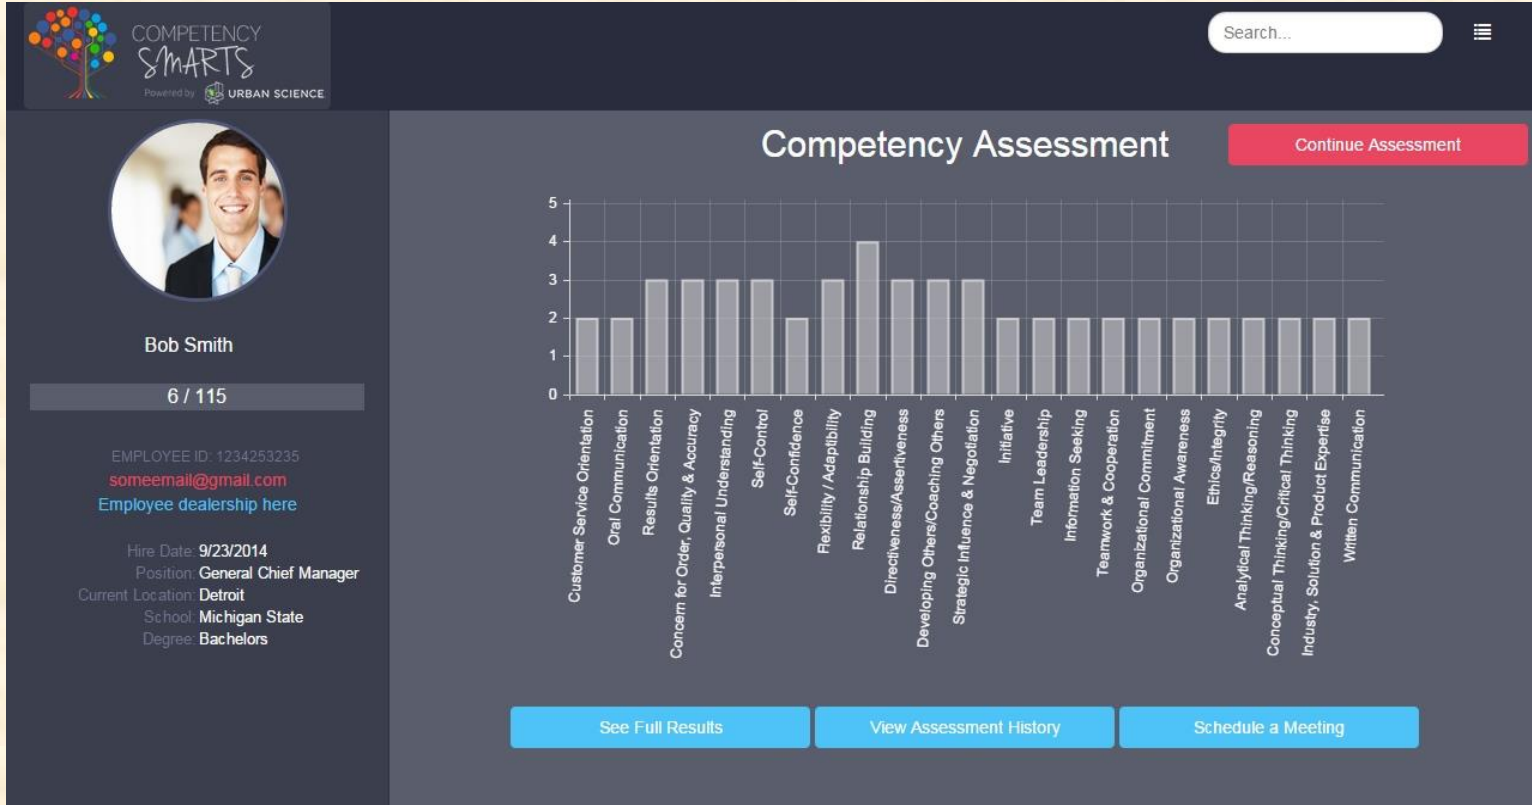 COMPETENCY
SMARTS
Powered by URBAN SCIENCE
Search...
Bob Smith
6 / 115
EMPLOYEE ID: 1234253235
someemail@gmail.com
Employee dealership here
Hire Date: 9/23/2014
Position: General Chief Manager
Current Location: Detroit
School: Michigan State
Degree: Bachelors
Competency Assessment
Continue Assessment
5
4
3
2
1
0
Customer Service Orientation
Oral Communication
Results Orientation
Concern for Order, Quality & Accuracy
Interpersonal Understanding
Self-Control
Self-Confidence
Flexibility / Adaptibility
Relationship Building
Directiveness/Assertiveness
Developing Others/Coaching Others
Strategic Influence & Negotiation
Initiative
Team Leadership
Information Seeking
Teamwork & Cooperation
Organizational Commitment
Organizational Awareness
Ethics/Integrity
Analytical Thinking/Reasoning
Conceptual Thinking/Critical Thinking
Industry, Solution & Product Expertise
Written Communication
See Full Results
View Assessment History
Schedule a Meeting